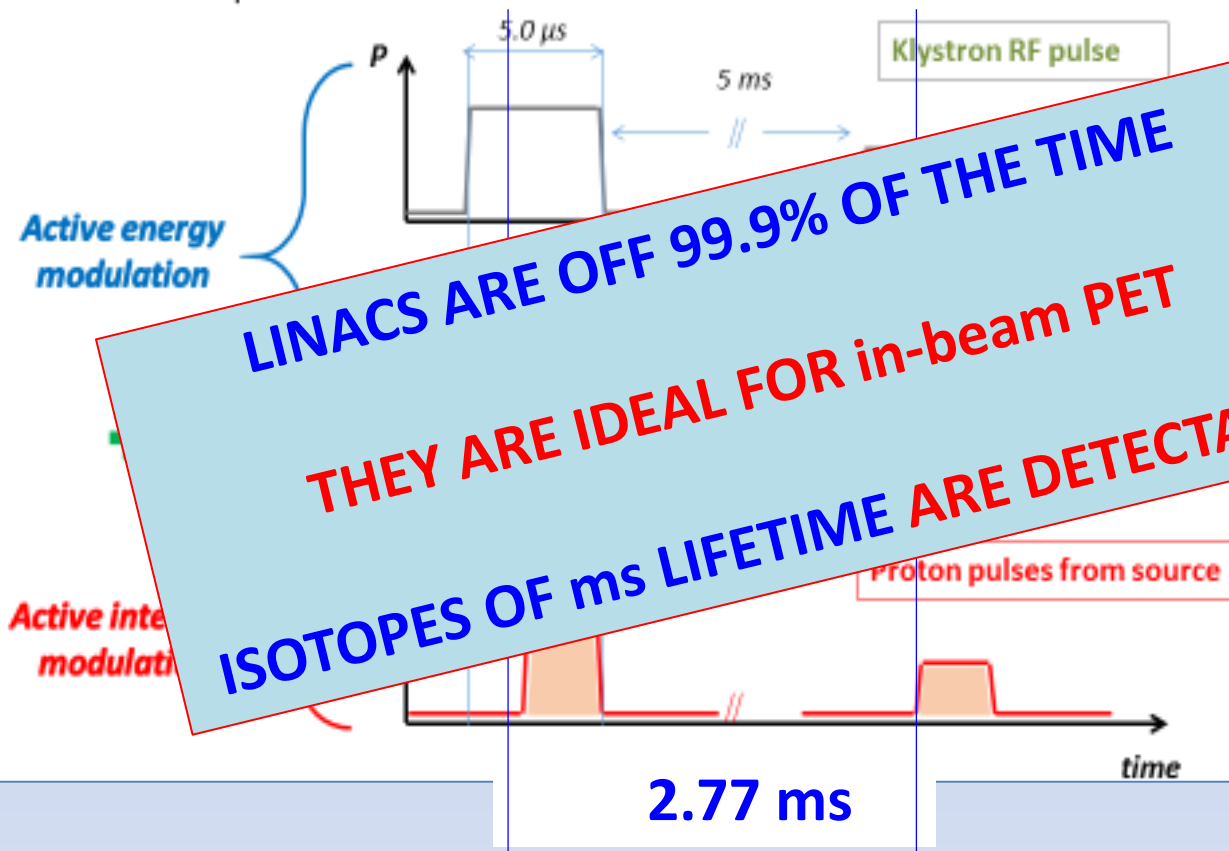 5.0 µs
P
Klystron RF pulse
5 ms
Active energy
modulation
LINACS ARE OFF 99.9% OF THE TIME
THEY ARE IDEAL FOR in-beam PET
ISOTOPES OF ms LIFETIME ARE DETECTA
Proton pulses from source
Active inte
modulati
time
2.77 ms